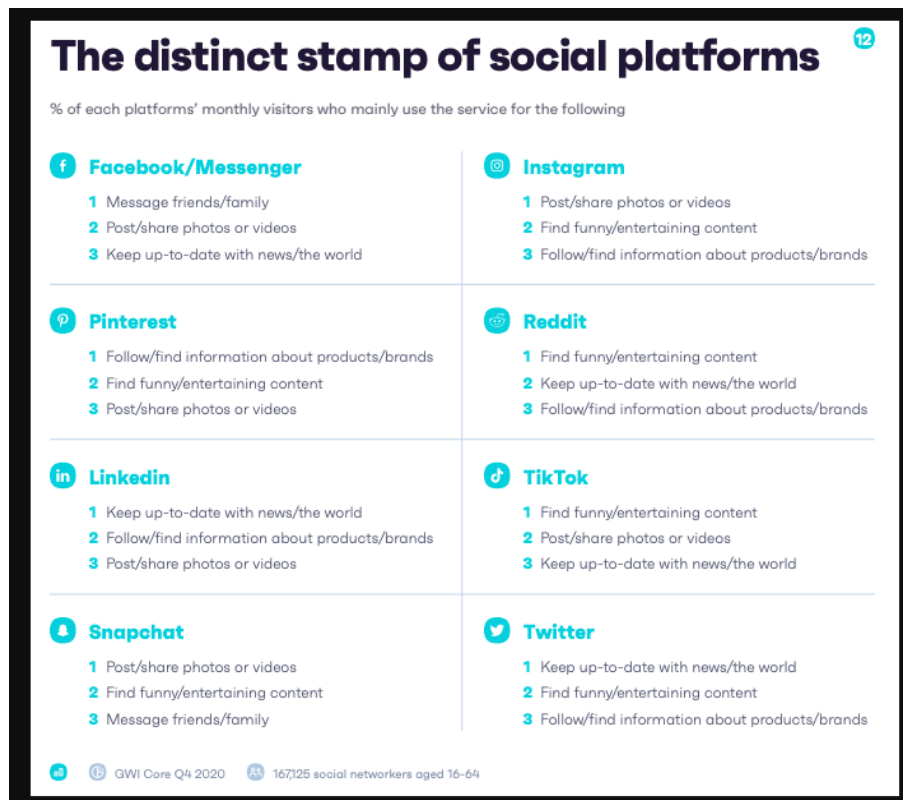 The distinct stamp of social platforms
12
% of each platforms' monthly visitors who mainly use the service for the following
Facebook/Messenger
1 Message friends/family
2 Post/share photos or videos
3 Keep up-to-date with news/the world
Instagram
1 Post/share photos or videos
2 Find funny/entertaining content
3 Follow/find information about products/brands
Pinterest
1 Follow/find information about products/brands
2 Find funny/entertaining content
3 Post/share photos or videos
Reddit
1 Find funny/entertaining content
2 Keep up-to-date with news/the world
3 Follow/find information about products/brands
Linkedin
1 Keep up-to-date with news/the world
2 Follow/find information about products/brands
3 Post/share photos or videos
TikTok
1 Find funny/entertaining content
2 Post/share photos or videos
3 Keep up-to-date with news/the world
Snapchat
1 Post/share photos or videos
2 Find funny/entertaining content
3 Message friends/family
Twitter
1 Keep up-to-date with news/the world
2 Find funny/entertaining content
3 Follow/find information about products/brands
GWI Core Q4 2020 167,125 social networkers aged 16-64